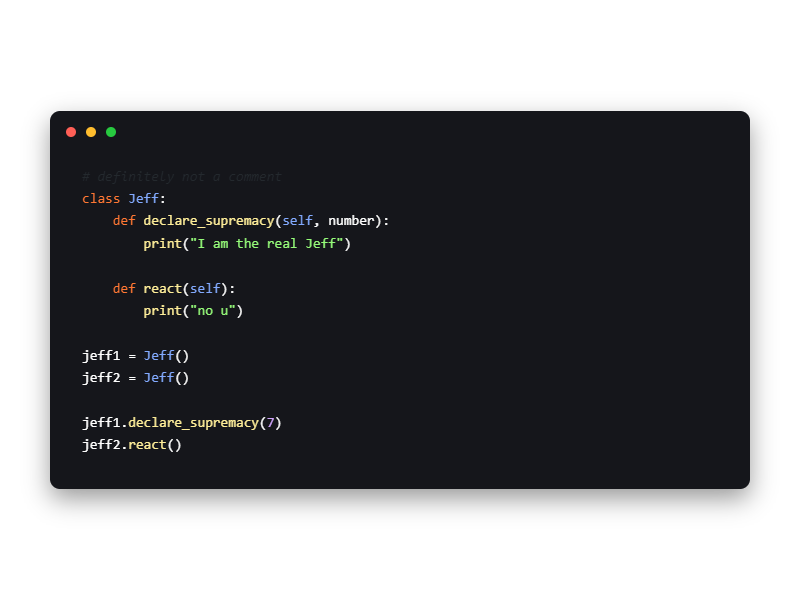 # definitely not a comment
class Jeff:
    def declare_supremacy(self, number):
        print("I am the real Jeff")
    def react(self):
        print("no u")
jeff1 = Jeff()
jeff2 = Jeff()
jeff1.declare_supremacy(7)
jeff2.react()